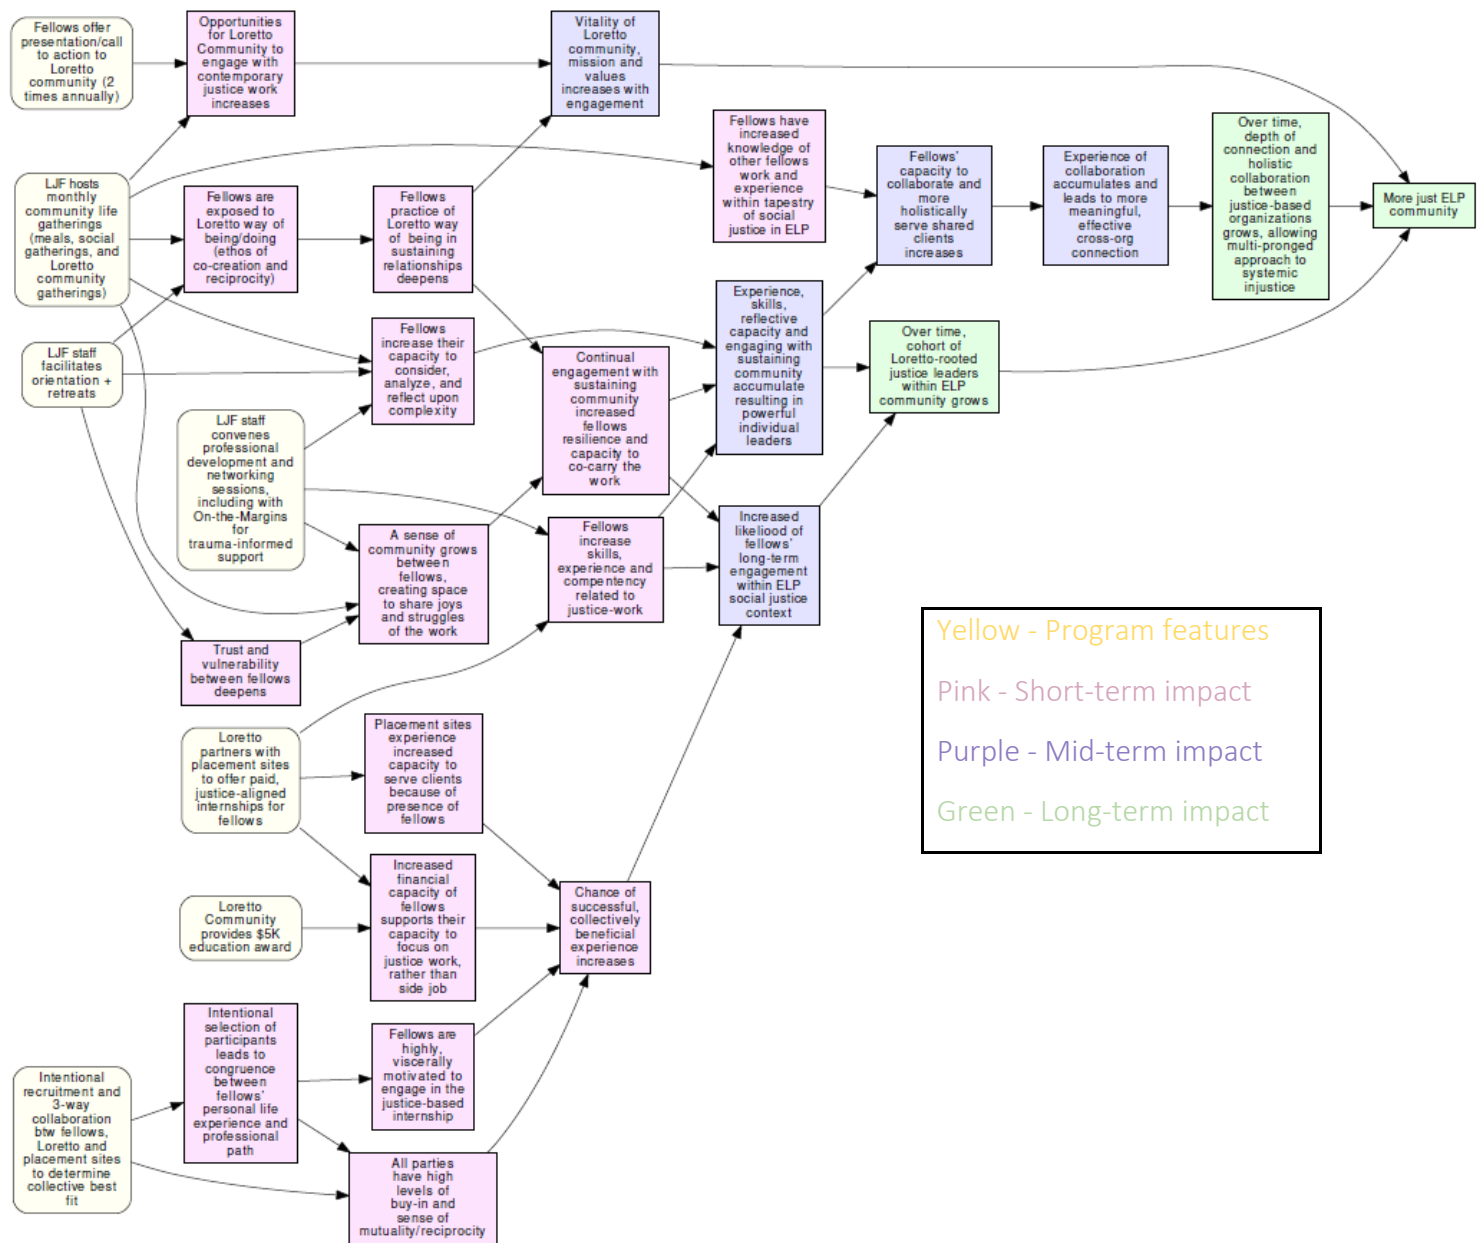 Fellows offer
presentation/call
to action to
Loretto
community (2
times annually)
Opportunities
for Loretto
Community to
engage with
contemporary
justice work
increases
Vitality of
Loretto
community,
mission and
values
increases with
engagement
LJF hosts
monthly
community life
gatherings
(meals, social
gatherings, and
Loretto
community
gatherings)
Fellows are
exposed to
Loretto way of
being/doing
(ethos of
co-creation and
reciprocity)
Fellows
practice of
Loretto way
of being in
sustaining
relationships
deepens
Fellows have
increased
knowledge of
other fellows
work and
experience
within tapestry
of social
justice in ELP
Fellows'
capacity to
collaborate and
more
holistically
serve shared
clients
increases
Experience of
collaboration
accumulates and
leads to more
meaningful,
effective
cross-org
connection
Over time,
depth of
connection and
holistic
collaboration
between
justice-based
organizations
grows, allowing
multi-pronged
approach to
systemic
injustice
More just ELP
community
LJF staff
facilitates
orientation +
retreats
Fellows
increase their
capacity to
consider,
analyze, and
reflect upon
complexity
Continual
engagement with
sustaining
community
increased
fellows
resilience and
capacity to
co-carry the
work
Experience,
skills,
reflective
capacity and
engaging with
sustaining
community
accumulate
resulting in
powerful
individual
leaders
Over time,
cohort of
Loretto-rooted
justice leaders
within ELP
community grows
LJF staff
convenes
professional
development and
networking
sessions,
including with
On-the-Margins
for
trauma-informed
support
A sense of
community grows
between
fellows,
creating space
to share joys
and struggles
of the work
Fellows
increase
skills,
experience and
compentency
related to
justice-work
Increased
likeliood of
fellows'
long-term
engagement
within ELP
social justice
context
Trust and
vulnerability
between fellows
deepens
Yellow - Program features
Pink - Short-term impact
Purple - Mid-term impact
Green - Long-term impact
Loretto
partners with
placement sites
to offer paid,
justice-aligned
internships for
fellows
Placement sites
experience
increased
capacity to
serve clients
because of
presence of
fellows
Loretto
Community
provides $5K
education award
Increased
financial
capacity of
fellows
supports their
capacity to
focus on
justice work,
rather than
side job
Chance of
successful,
collectively
beneficial
experience
increases
Intentional
recruitment and
3-way
collaboration
btw fellows,
Loretto and
placement sites
to determine
collective best
fit
Intentional
selection of
participants
leads to
congruence
between
fellows'
personal life
experience and
professional
path
Fellows are
highly,
viscerally
motivated to
engage in the
justice-based
internship
All parties
have high
levels of
buy-in and
sense of
mutuality/reciprocity